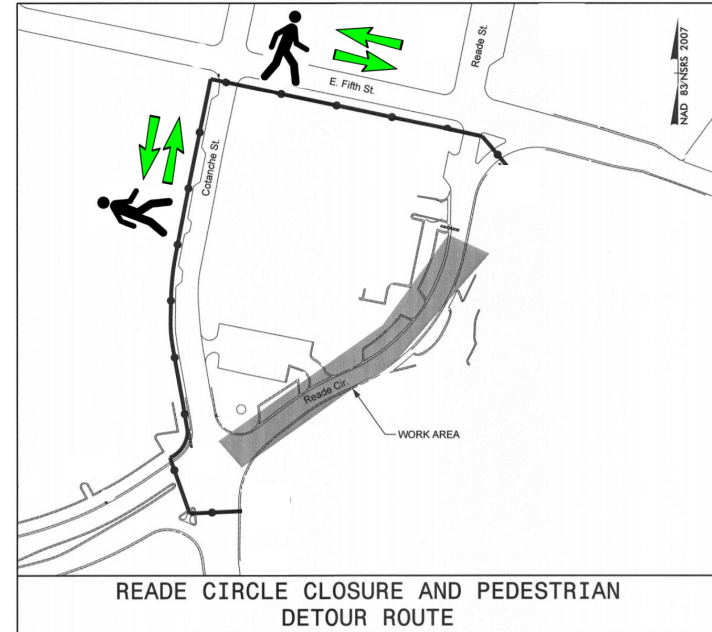 Reade St.
NAD 83/NSRS 2007
E. Fifth St.
Cotanche St.
Reade Cir.
WORK AREA
READE CIRCLE CLOSURE AND PEDESTRIAN
DETOUR ROUTE